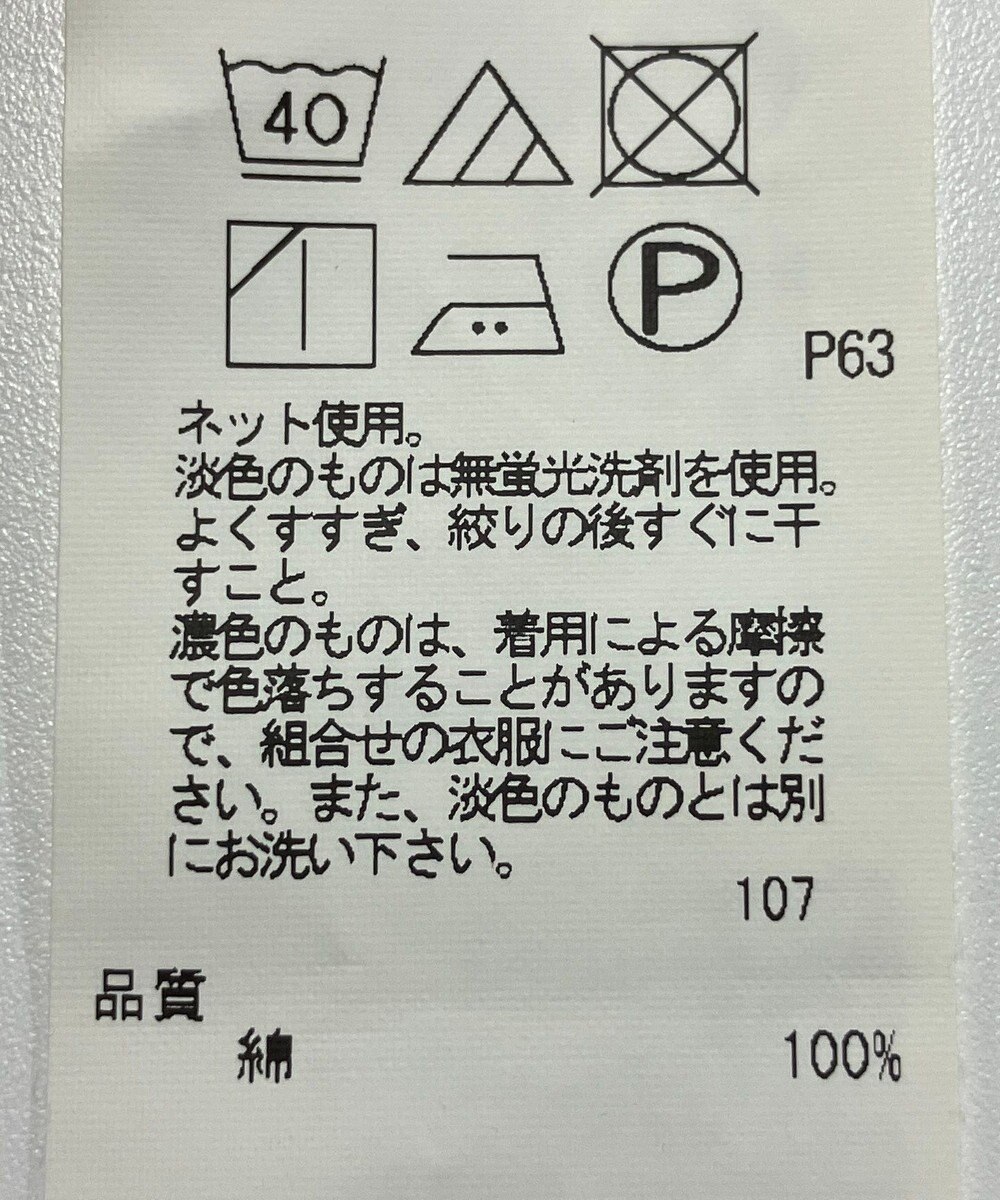 40
P
P63
ネット使用。
淡色のものは無蛍光洗剤を使用。
よくすすぎ、絞りの後すぐに干
すこと。
濃色のものは、着用による摩擦
で色落ちすることがありますの
で、組合せの衣服にご注意くだ
さい。また、淡色のものとは別
にお洗い下さい。
107
品質
綿 100%